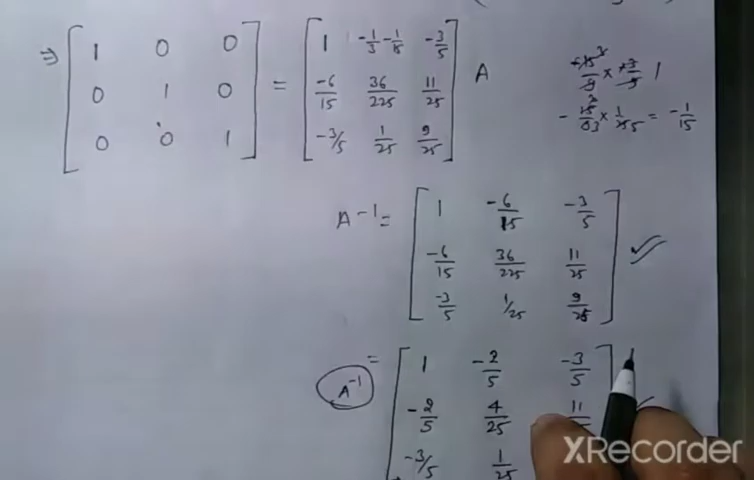 ⇒ [ 1 0 0 ] = [ 1 -1/3-1/15 -3/5 ] A
[ 0 1 0 ] [ -6/15 36/225 11/25 ]
[ 0 0 1 ] [ -3/5 1/25 9/25 ]
= -1/15
A⁻¹ = [ 1 -6/15 -3/5 ]
[ -6/15 36/225 11/25 ]
[ -3/5 1/25 9/25 ]
A⁻¹ = [ 1 -2/5 -3/5 ]
[ -2/5 4/25 11/
[ -3/5 1/25
XRecorder